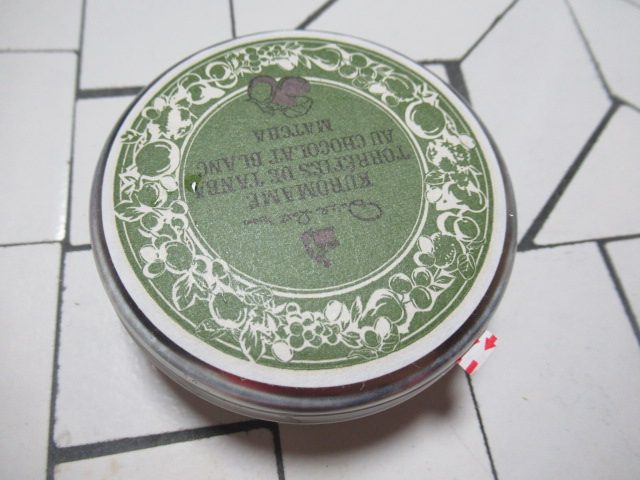 KUROMAME
TORRÉFIÉS DE TANBA
AU CHOCOLAT BLANC
MATCHA